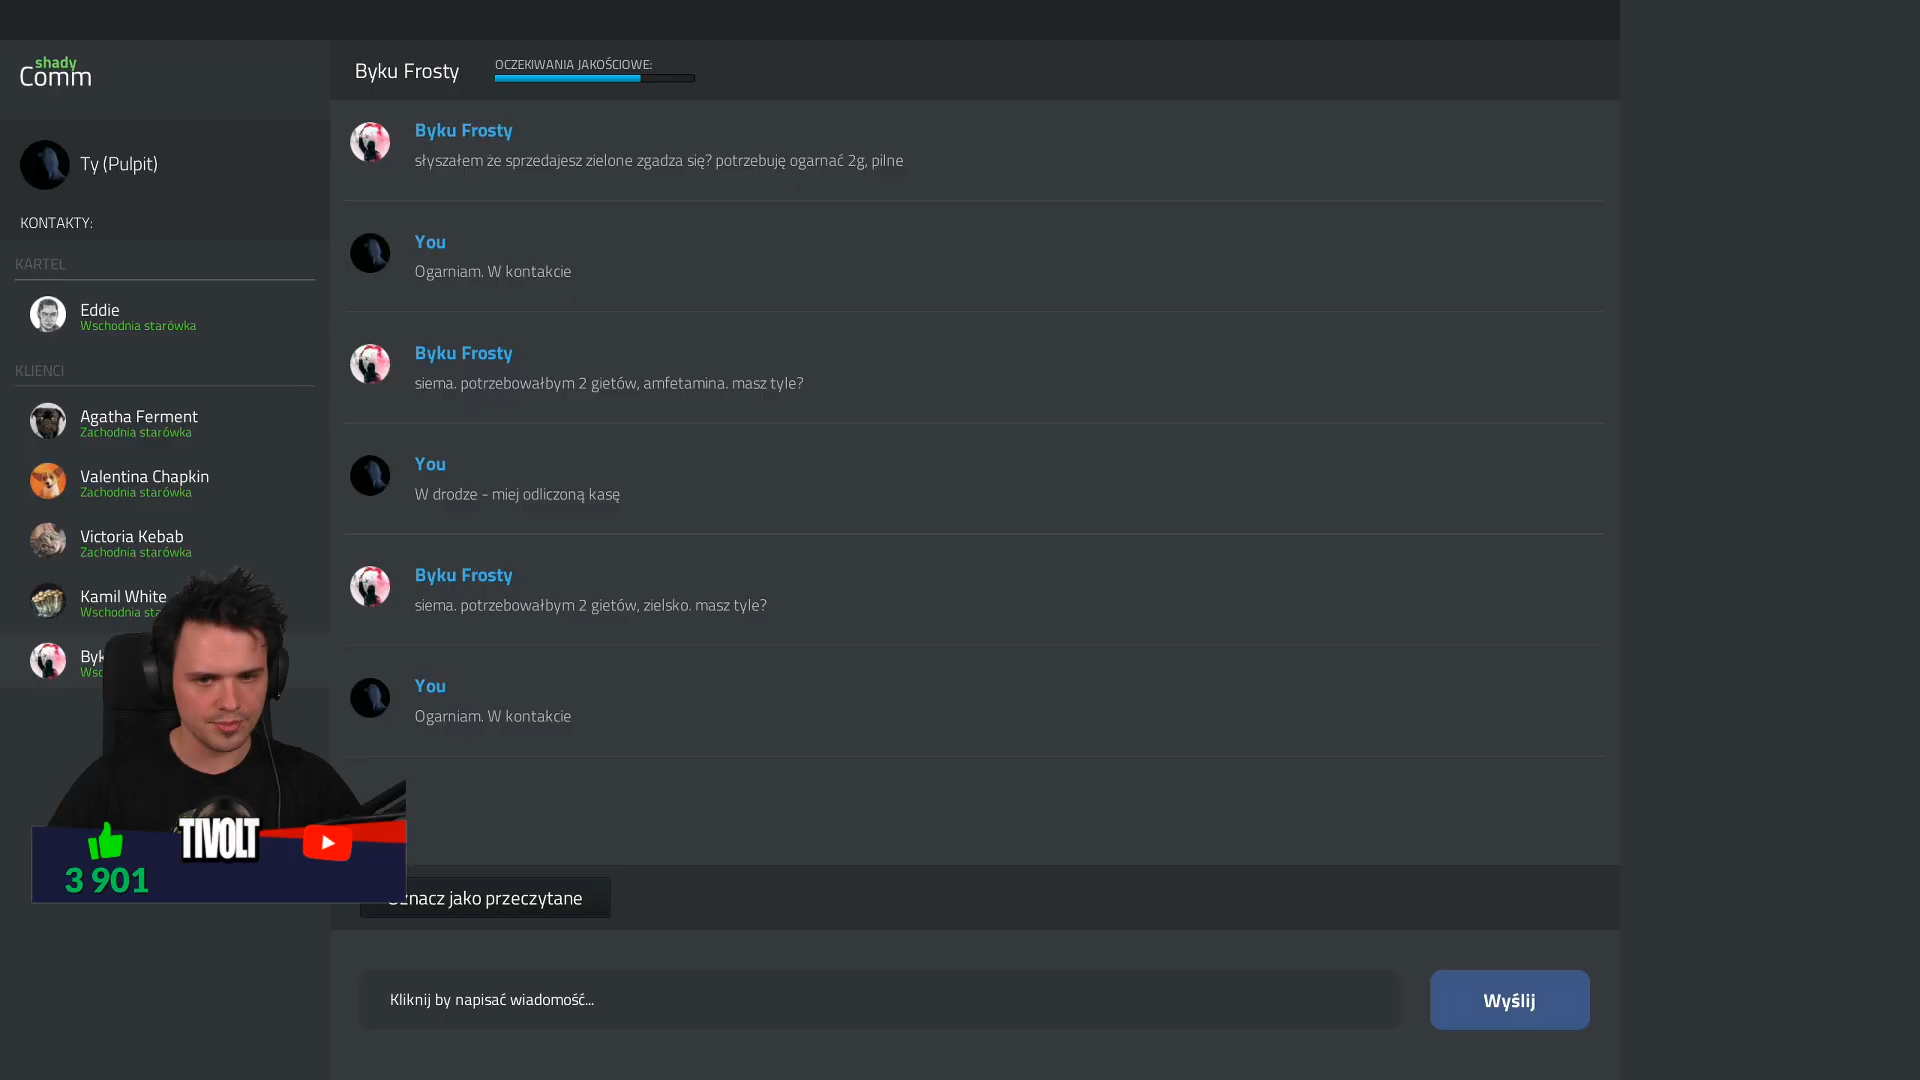 shady
Comm
Ty (Pulpit)
KONTAKTY:
KARTEL
Eddie
Wschodnia starówka
KLIENCI
Agatha Ferment
Zachodnia starówka
Valentina Chapkin
Zachodnia starówka
Victoria Kebab
Zachodnia starówka
Kamil White
Wschodnia
Byku Frosty
OCZEKIWANIA JAKOŚCIOWE:
Byku Frosty
słyszałem że sprzedajesz zielone zgadza się? potrzebuję ogarnać 2g, pilne
You
Ogarniam. W kontakcie
Byku Frosty
siema. potrzebowałbym 2 gietów, amfetamina. masz tyle?
You
W drodze - miej odliczoną kasę
Byku Frosty
siema. potrzebowałbym 2 gietów, zielsko. masz tyle?
You
Ogarniam. W kontakcie
TIVOLT
3 901
Oznacz jako przeczytane
Kliknij by napisać wiadomość...
Wyślij